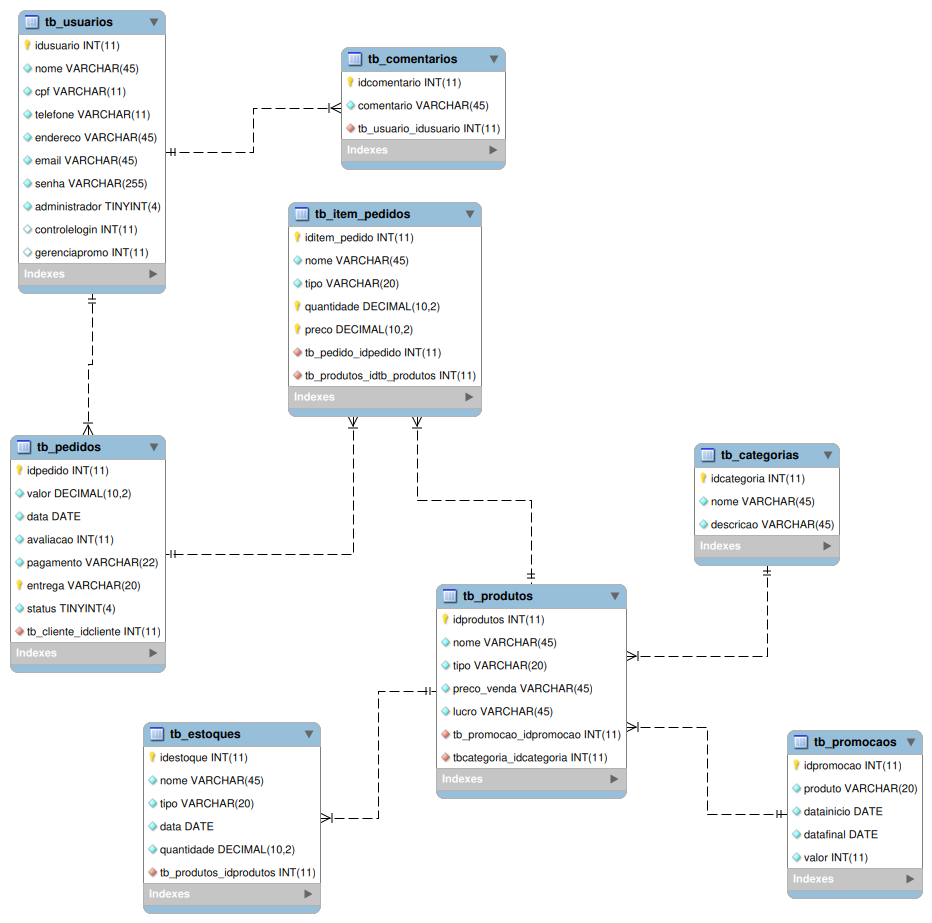 tb_usuarios
idusuario INT(11)
nome VARCHAR(45)
cpf VARCHAR(11)
telefone VARCHAR(11)
endereco VARCHAR(45)
email VARCHAR(45)
senha VARCHAR(255)
administrador TINYINT(4)
controlelogin INT(11)
gerenciapromo INT(11)
Indexes
tb_comentarios
idcomentario INT(11)
comentario VARCHAR(45)
tb_usuario_idusuario INT(11)
Indexes
tb_item_pedidos
iditem_pedido INT(11)
nome VARCHAR(45)
tipo VARCHAR(20)
quantidade DECIMAL(10,2)
preco DECIMAL(10,2)
tb_pedido_idpedido INT(11)
tb_produtos_idtb_produtos INT(11)
Indexes
tb_pedidos
idpedido INT(11)
valor DECIMAL(10,2)
data DATE
avaliacao INT(11)
pagamento VARCHAR(22)
entrega VARCHAR(20)
status TINYINT(4)
tb_cliente_idcliente INT(11)
Indexes
tb_categorias
idcategoria INT(11)
nome VARCHAR(45)
descricao VARCHAR(45)
Indexes
tb_produtos
idprodutos INT(11)
nome VARCHAR(45)
tipo VARCHAR(20)
preco_venda VARCHAR(45)
lucro VARCHAR(45)
tb_promocao_idpromocao INT(11)
tbcategoria_idcategoria INT(11)
Indexes
tb_estoques
idestoque INT(11)
nome VARCHAR(45)
tipo VARCHAR(20)
data DATE
quantidade DECIMAL(10,2)
tb_produtos_idprodutos INT(11)
Indexes
tb_promocaos
idpromocao INT(11)
produto VARCHAR(20)
datainicio DATE
datafinal DATE
valor INT(11)
Indexes